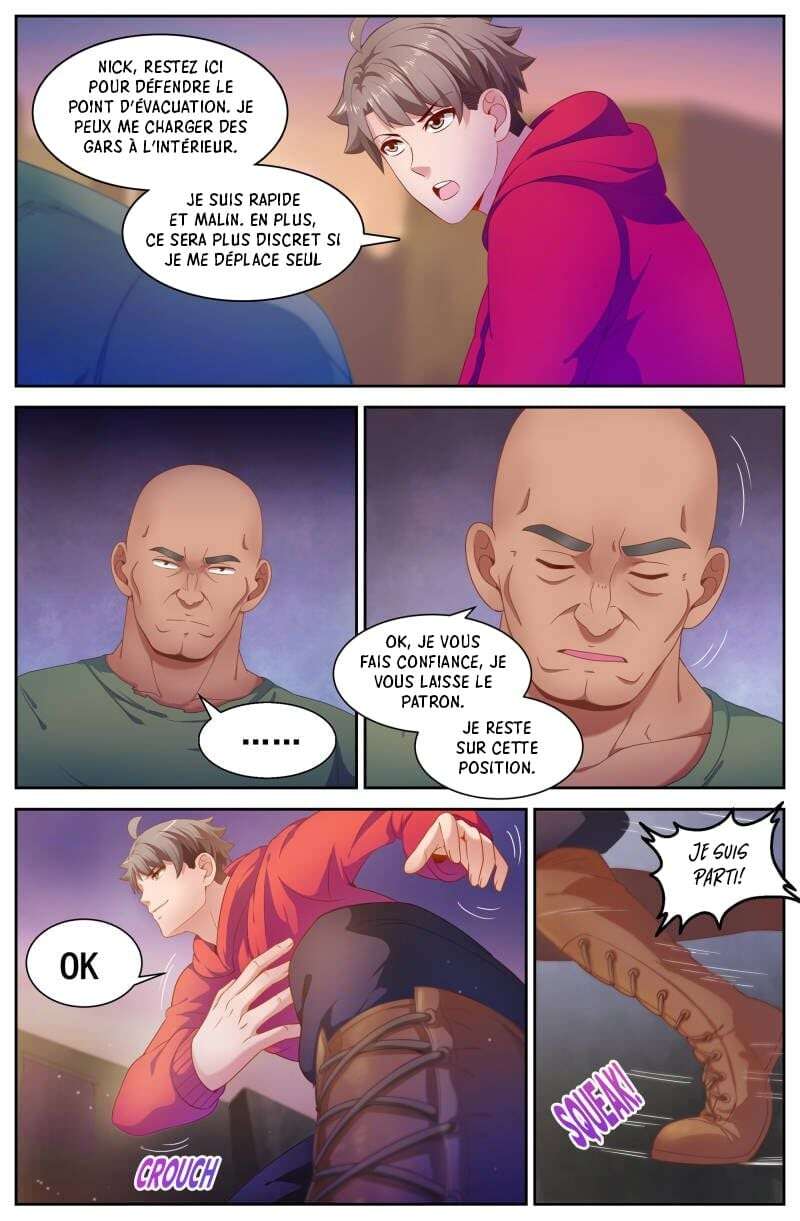 NICK, RESTEZ ICI
POUR DÉFENDRE LE
POINT D'ÉVACUATION. JE
PEUX ME CHARGER DES
GARS À L'INTÉRIEUR.
JE SUIS RAPIDE
ET MALIN. EN PLUS,
CE SERA PLUS DISCRET SI
JE ME DÉPLACE SEUL
......
OK, JE VOUS
FAIS CONFIANCE, JE
VOUS LAISSE LE
PATRON.
JE RESTE
SUR CETTE
POSITION.
OK
CROUCH
JE SUIS
PARTI!
SQUEAK!